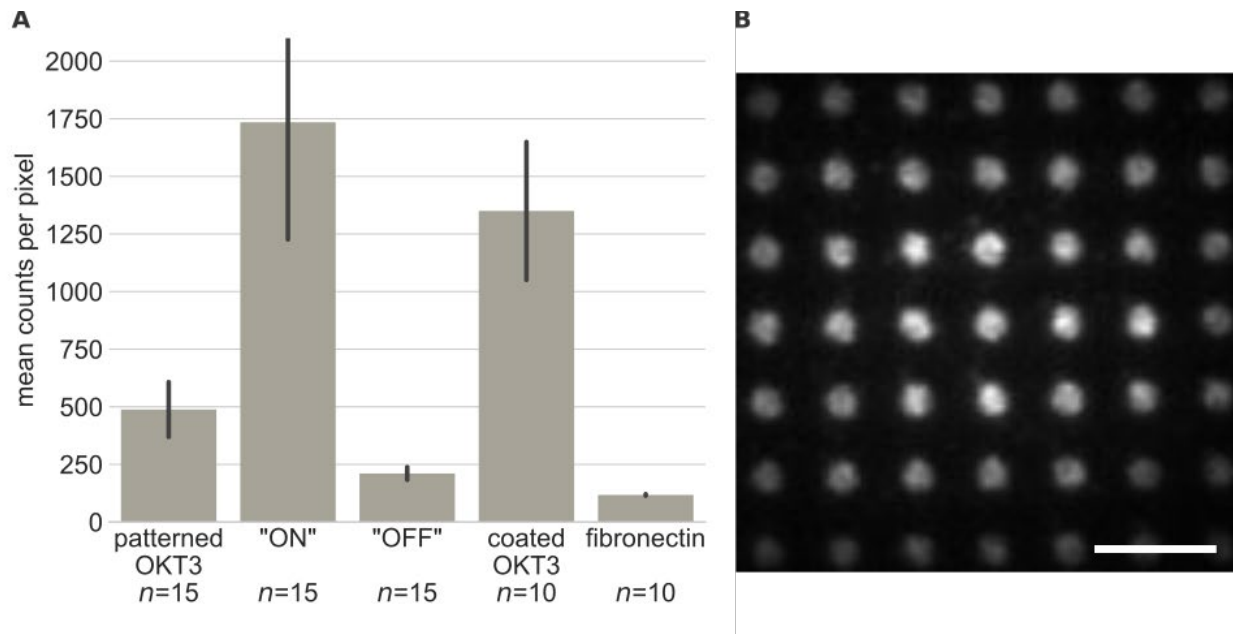 A
B
mean counts per pixel
2000
1750
1500
1250
1000
750
500
250
0
patterned OKT3
n=15
"ON"
n=15
"OFF"
n=15
coated OKT3
n=10
fibronectin
n=10